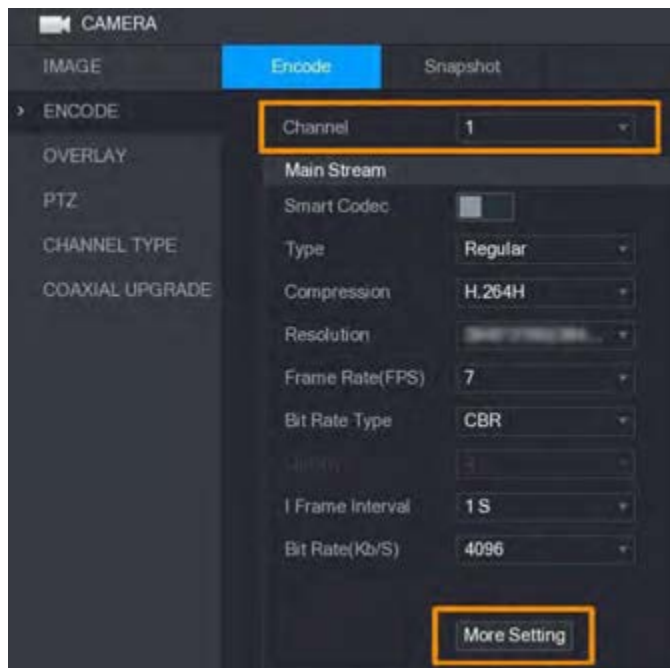 CAMERA
IMAGE
Encode Snapshot
ENCODE
Channel 1
OVERLAY
Main Stream
PTZ
Smart Codec
CHANNEL TYPE
Type Regular
COAXIAL UPGRADE
Compression H.264H
Resolution
Frame Rate(FPS) 7
Bit Rate Type CBR
I Frame Interval 1 S
Bit Rate(Kb/S) 4096
More Setting